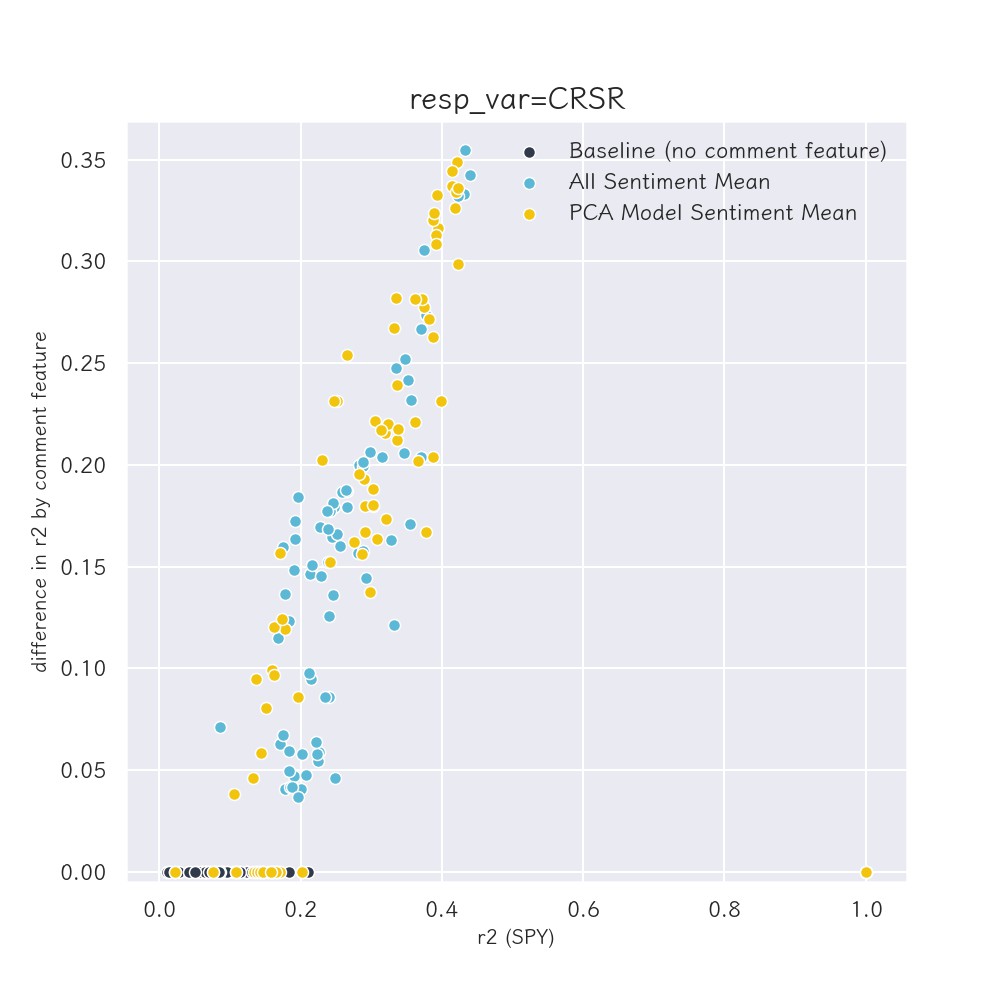 resp_var=CRSR
Baseline (no comment feature)
All Sentiment Mean
PCA Model Sentiment Mean
difference in r2 by comment feature
0.35
0.30
0.25
0.20
0.15
0.10
0.05
0.00
0.0 0.2 0.4 0.6 0.8 1.0
r2 (SPY)